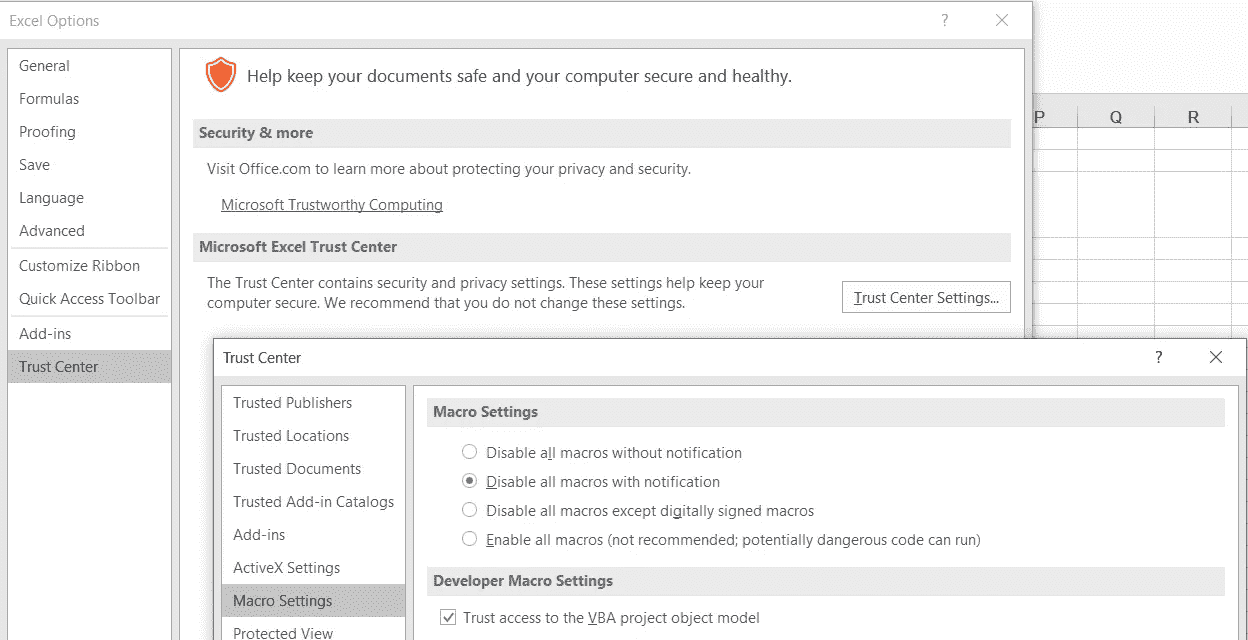 Excel Options
?
General
Formulas
Proofing
Save
Language
Advanced
Customize Ribbon
Quick Access Toolbar
Add-ins
Trust Center
Help keep your documents safe and your computer secure and healthy.
Security & more
Visit Office.com to learn more about protecting your privacy and security.
Microsoft Trustworthy Computing
Microsoft Excel Trust Center
The Trust Center contains security and privacy settings. These settings help keep your
computer secure. We recommend that you do not change these settings.
Trust Center Settings...
P Q R
Trust Center
?
Trusted Publishers
Trusted Locations
Trusted Documents
Trusted Add-in Catalogs
Add-ins
ActiveX Settings
Macro Settings
Protected View
Macro Settings
Disable all macros without notification
Disable all macros with notification
Disable all macros except digitally signed macros
Enable all macros (not recommended; potentially dangerous code can run)
Developer Macro Settings
Trust access to the VBA project object model